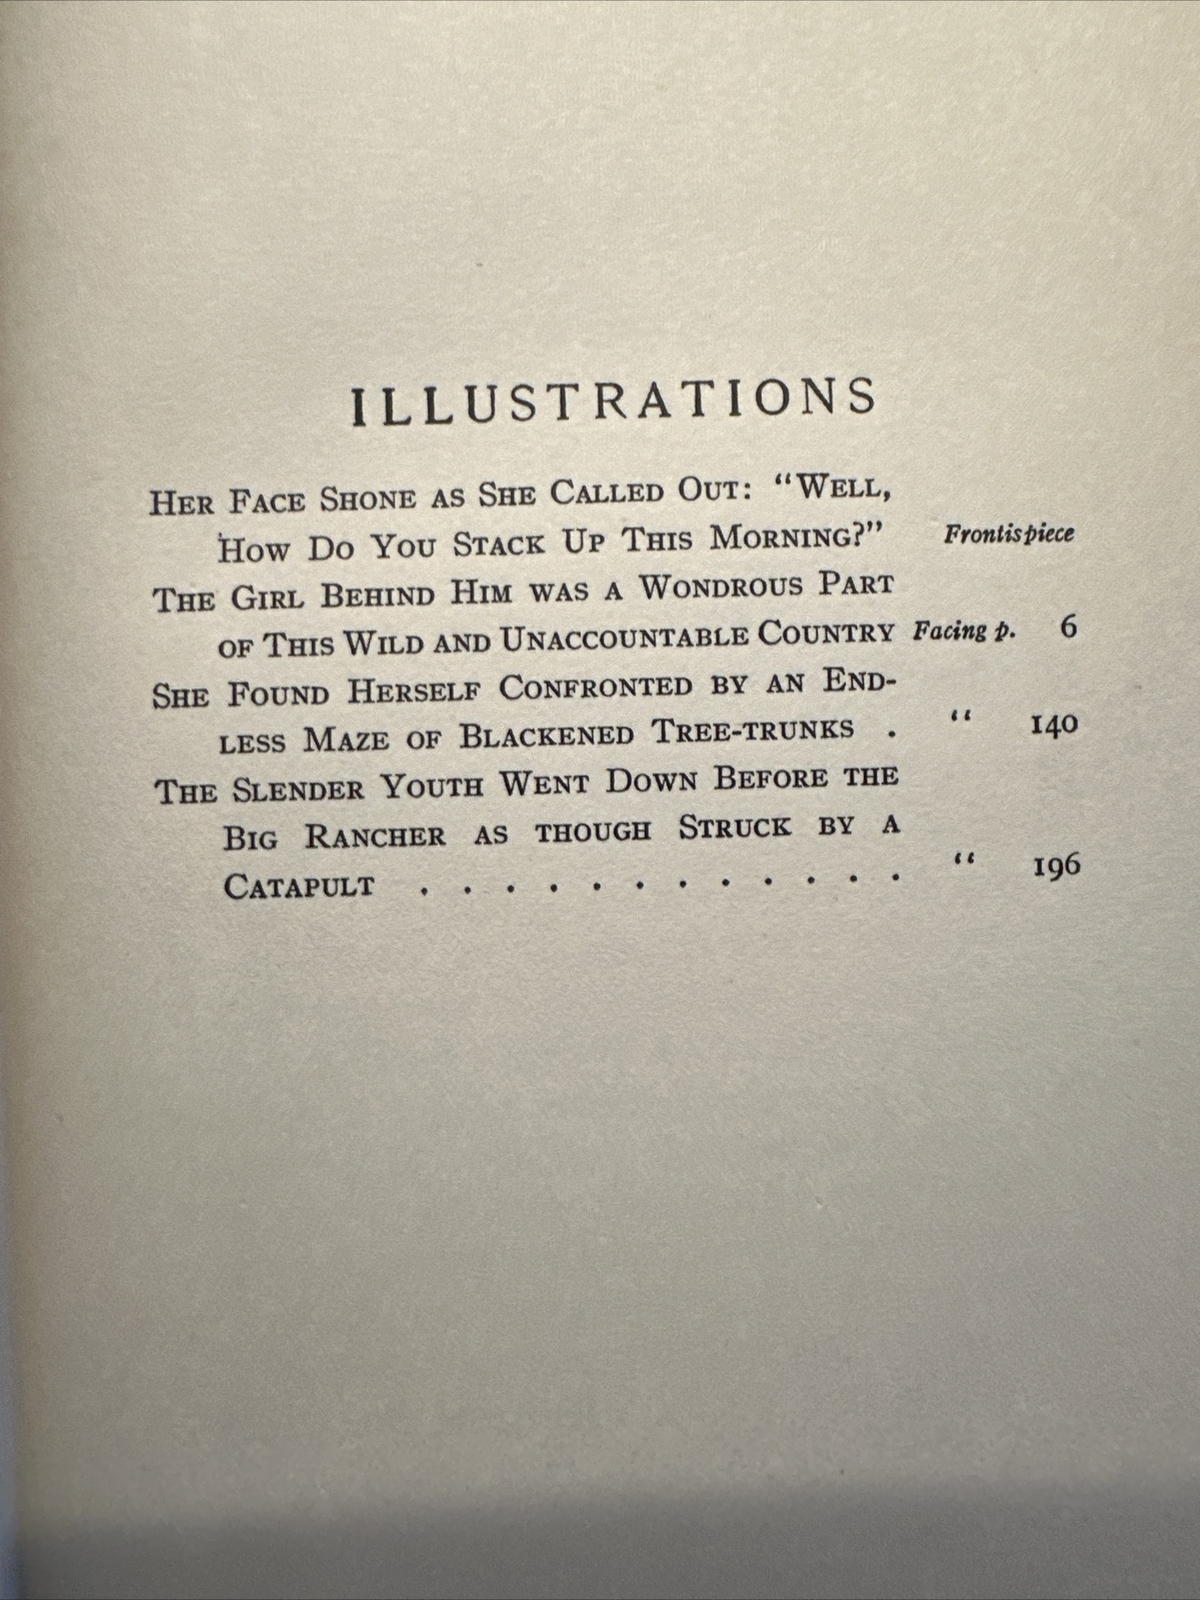 ILLUSTRATIONS
Her Face Shone as She Called Out: “Well,
How Do You Stack Up This Morning?” Frontispiece
The Girl Behind Him was a Wondrous Part
of This Wild and Unaccountable Country Facing p. 6
She Found Herself Confronted by an End-
less Maze of Blackened Tree-trunks . “ 140
The Slender Youth Went Down Before the
Big Rancher as though Struck by a
Catapult . . . . . . . . . . . . “ 196